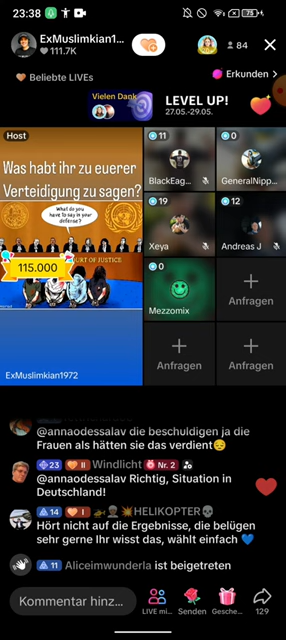 23:38
75
ExMuslimkian1...
111.7K
84
Beliebte LIVEs
Erkunden >
Vielen Dank
LEVEL UP!
27.05.-29.05.
Host
Was habt ihr zu euerer
Verteidigung zu sagen?
What do you
have to say in your
defense?
COURT OF JUSTICE
115.000
ExMuslimkian1972
11
BlackEag...
0
GeneralNipp...
19
Xeya
12
Andreas J
0
Mezzomix
Anfragen
Anfragen
Anfragen
@annaodessalav die beschuldigen ja die
Frauen als hätten sie das verdient😔
23 II Windlicht Nr. 2
@annaodessalav Richtig, Situation in
Deutschland!
14 I HELIKOPTER
Hört nicht auf die Ergebnisse, die belügen
sehr gerne Ihr wisst das, wählt einfach 💙
11 Aliceimwunderla ist beigetreten
Kommentar hinz...
LIVE mi...
Senden
Gesche...
129